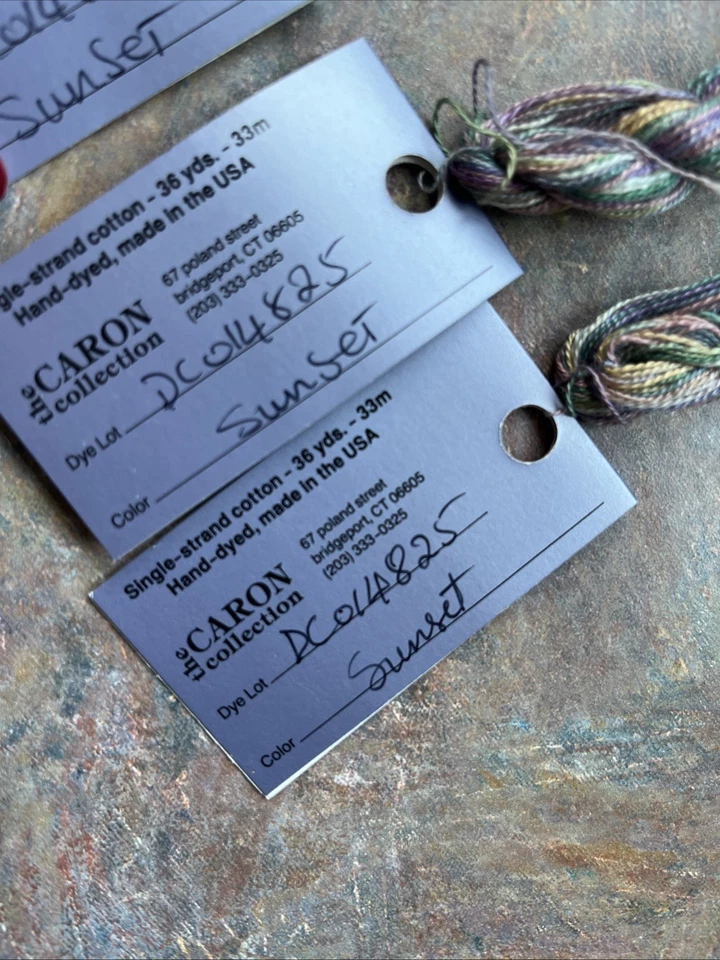 Sunset
gle-strand cotton - 36 yds. - 33m
Hand-dyed, made in the USA
the CARON
collection
67 poland street
bridgeport, CT 06605
(203) 333-0325
Dye Lot DC014825
Color Sunset
Single-strand cotton - 36 yds. - 33m
Hand-dyed, made in the USA
the CARON
collection
67 poland street
bridgeport, CT 06605
(203) 333-0325
Dye Lot DC014825
Color Sunset